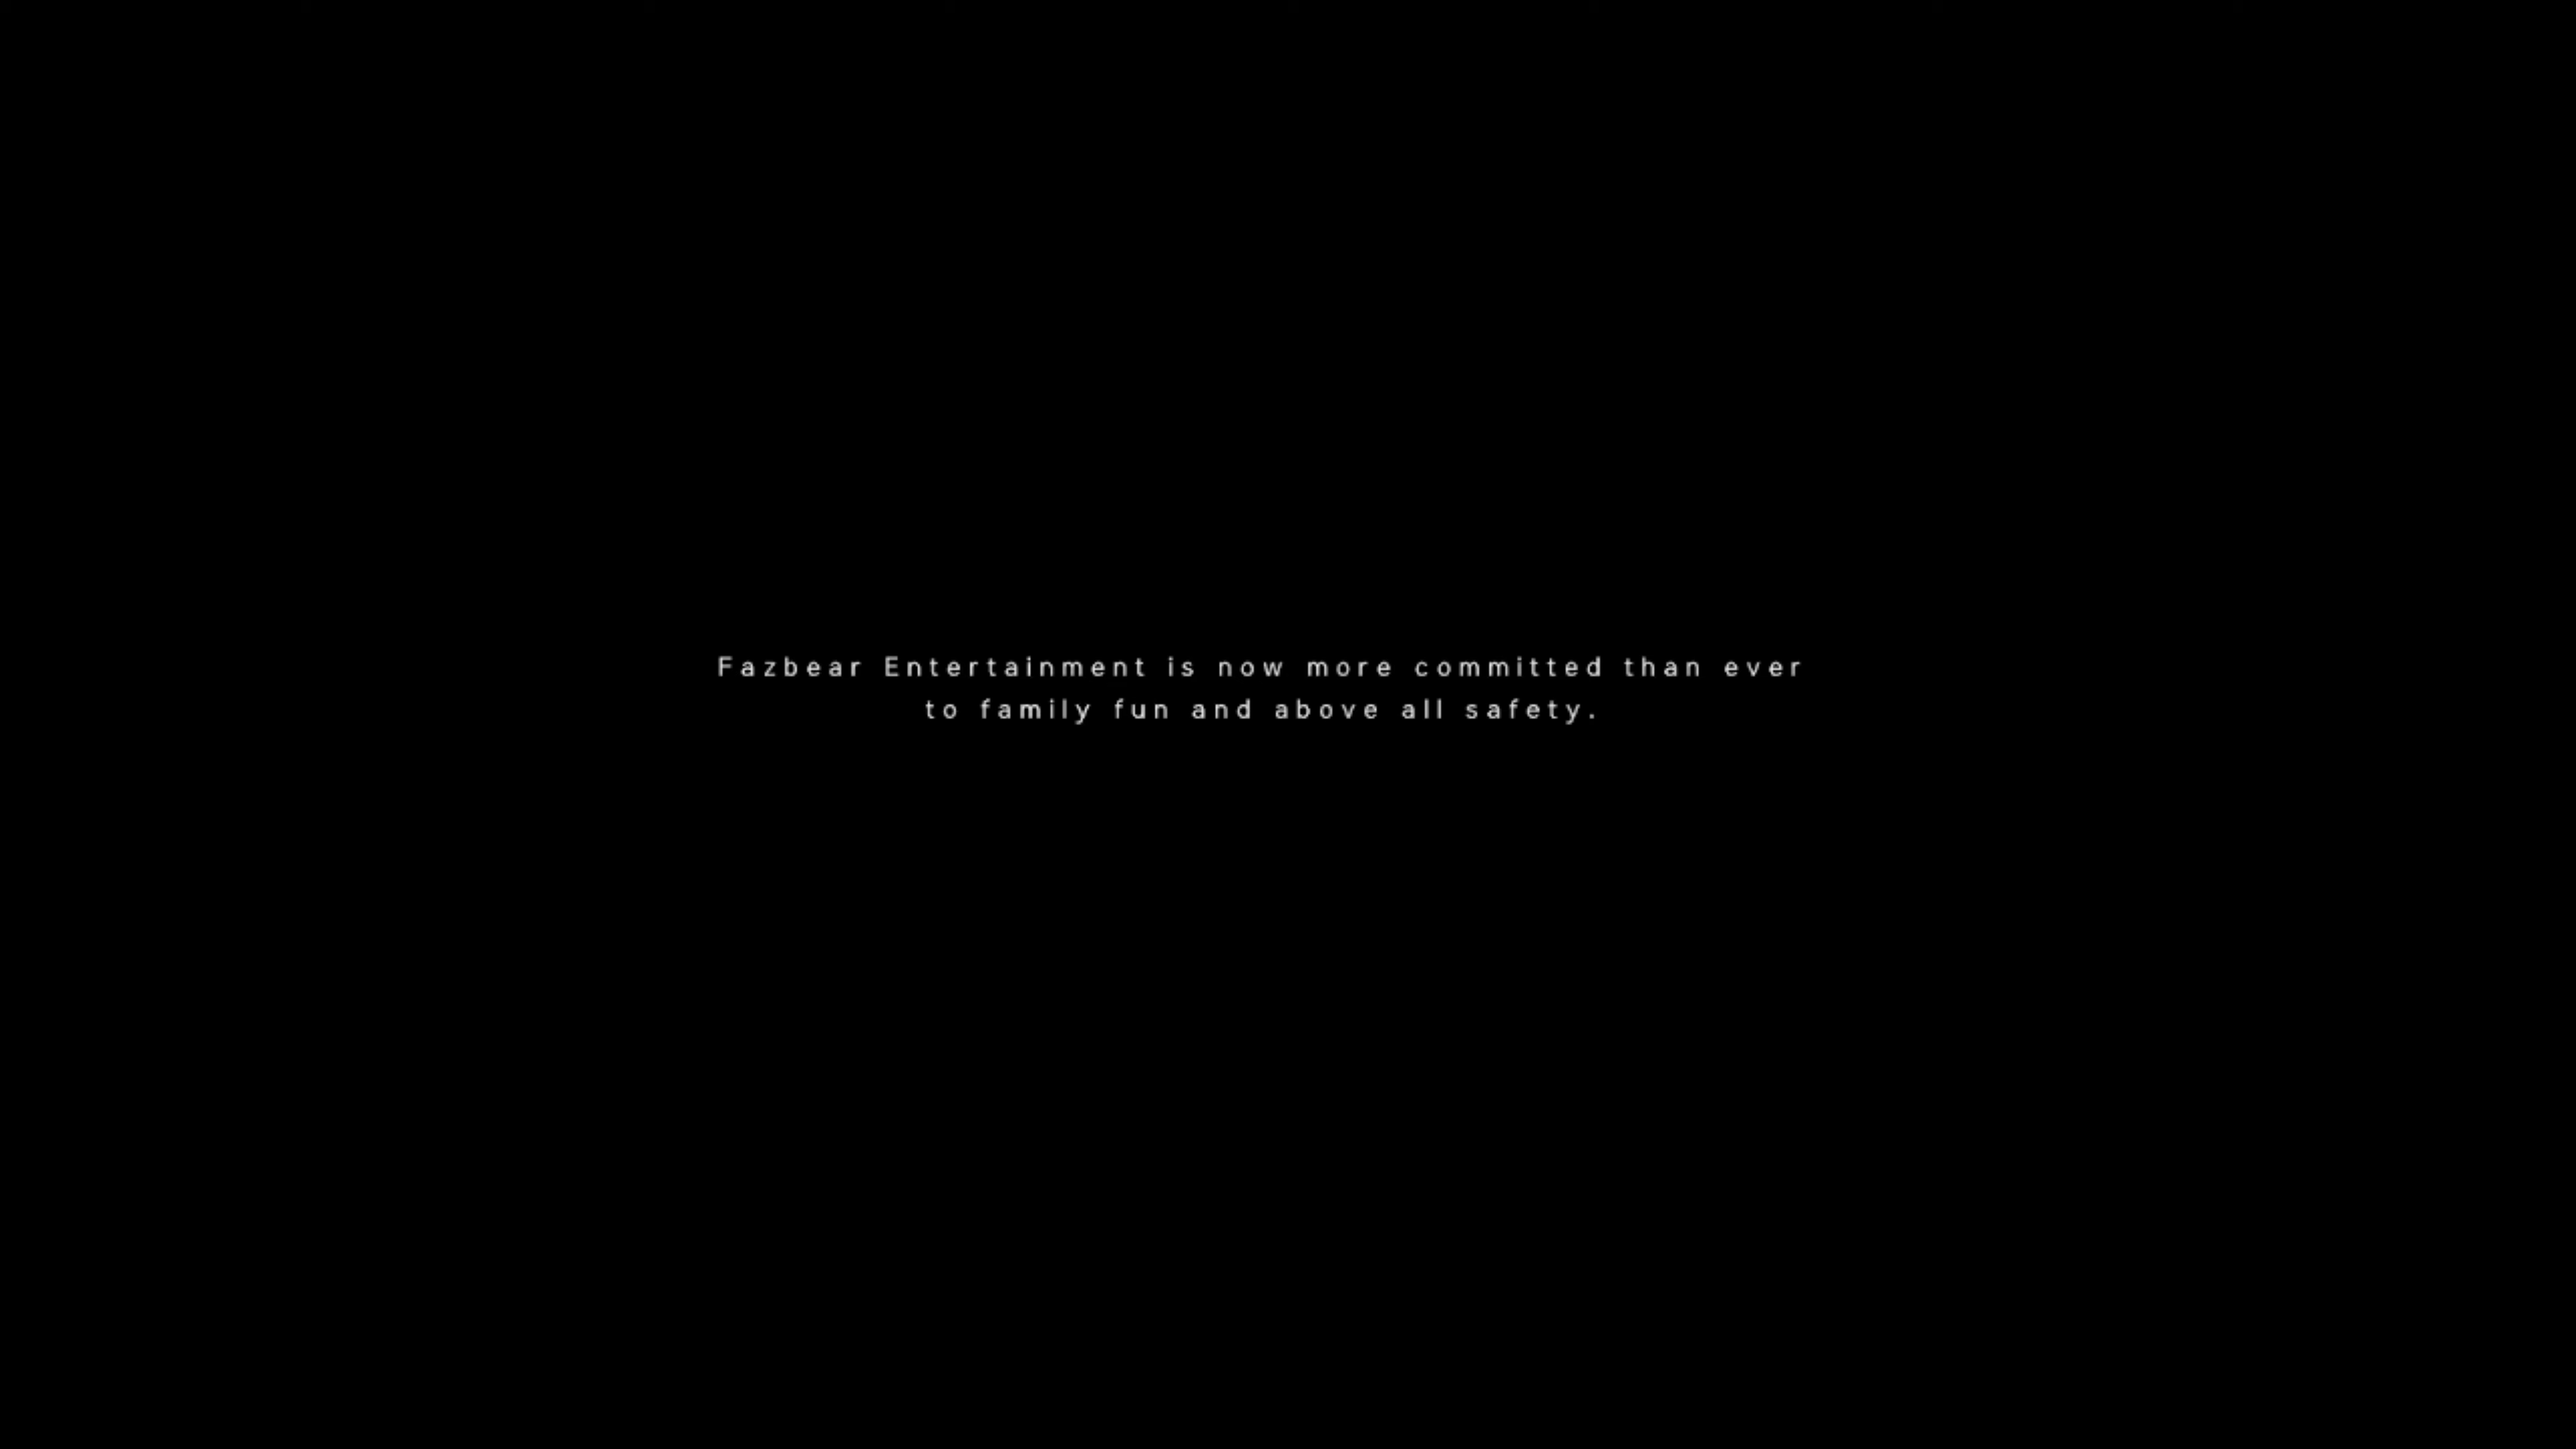 Fazbear Entertainment is now more committed than ever
to family fun and above all safety.